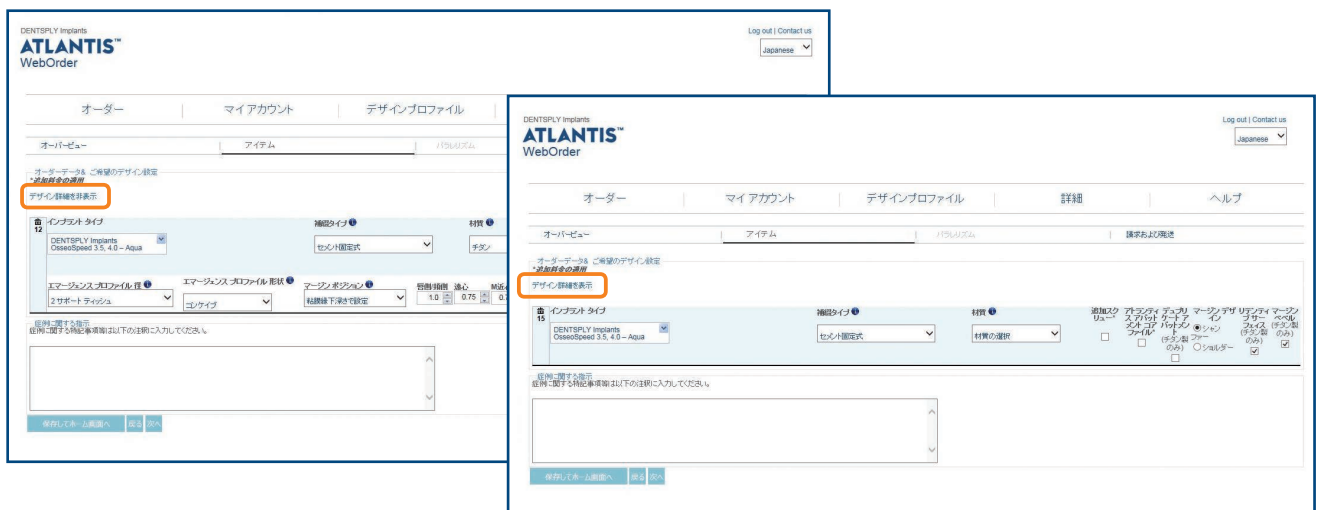 DENTSPLY Implants
ATLANTIS™
WebOrder
Log out | Contact us
Japanese
オーダー
マイ アカウント
デザインプロファイル
オーバービュー
アイテム
パラレリズム
オーダーデータ& ご希望のデザイン設定
*追加料金の適用
デザイン詳細を非表示
歯
12
インプラント タイプ
補綴タイプ
材質
DENTSPLY Implants
OsseoSpeed 3.5, 4.0 – Aqua
セメント固定式
チタン
エマージェンス プロファイル 径
エマージェンス プロファイル 形状
マージン ポジション
唇側/頬側
遠心
2 サポート ティッシュ
コンケイブ
粘膜縁下深さで設定
1.0
0.75
症例に関する指示
症例に関する特記事項等は以下の注釈に入力してください。
保存してホーム画面へ
戻る
次へ
DENTSPLY Implants
ATLANTIS™
WebOrder
Log out | Contact us
Japanese
オーダー
マイ アカウント
デザインプロファイル
詳細
ヘルプ
オーバービュー
アイテム
パラレリズム
請求および発送
オーダーデータ& ご希望のデザイン設定
*追加料金の適用
デザイン詳細を表示
歯
15
インプラント タイプ
補綴タイプ
材質
DENTSPLY Implants
OsseoSpeed 3.5, 4.0 – Aqua
セメント固定式
材質の選択
追加スク
リュー*
アトランティ
ス アバット
メント コア
ファイル*
デュプリ
ケート ア
バットメン
ト
(チタン製
のみ)
マージン デザ
イン
シャン
ファー
ショルダー
リテンティ
ブ サー
フェイス
(チタン製
のみ)
マージン
ベベル
(チタン製
のみ)
症例に関する指示
症例に関する特記事項等は以下の注釈に入力してください。
保存してホーム画面へ
戻る
次へ